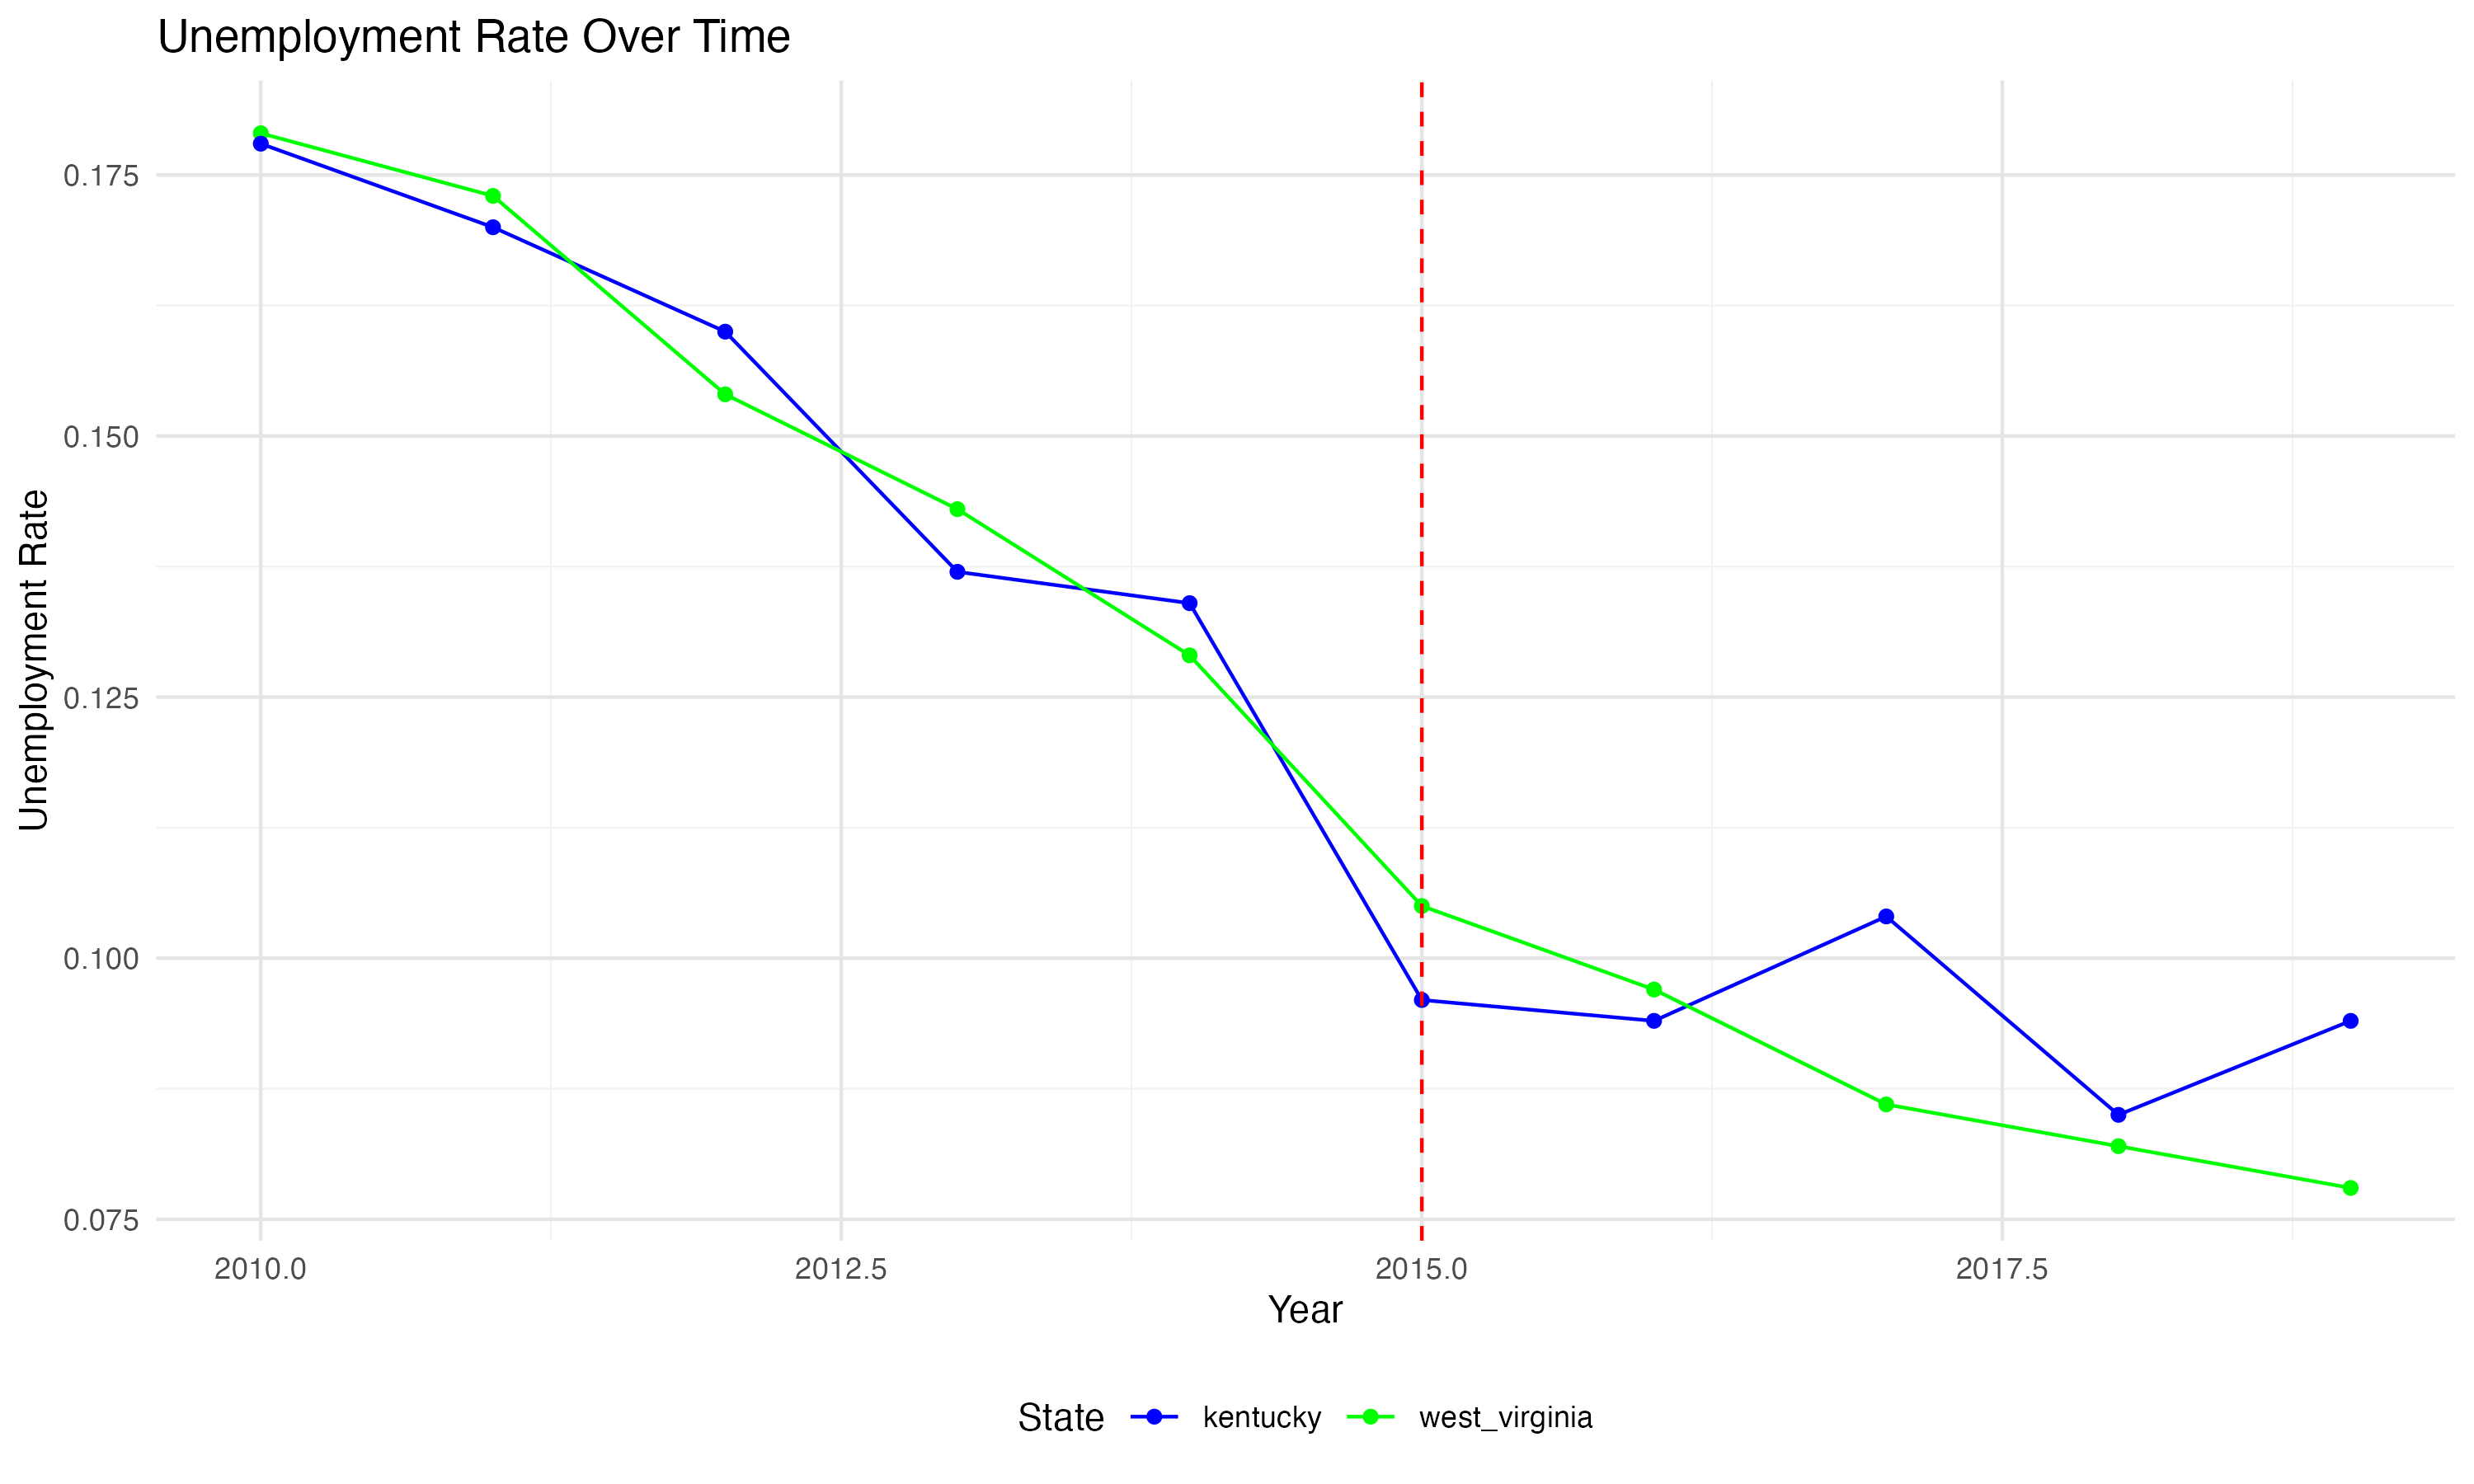 Unemployment Rate Over Time
Unemployment Rate
0.175
0.150
0.125
0.100
0.075
2010.0 2012.5 2015.0 2017.5
Year
State kentucky west_virginia